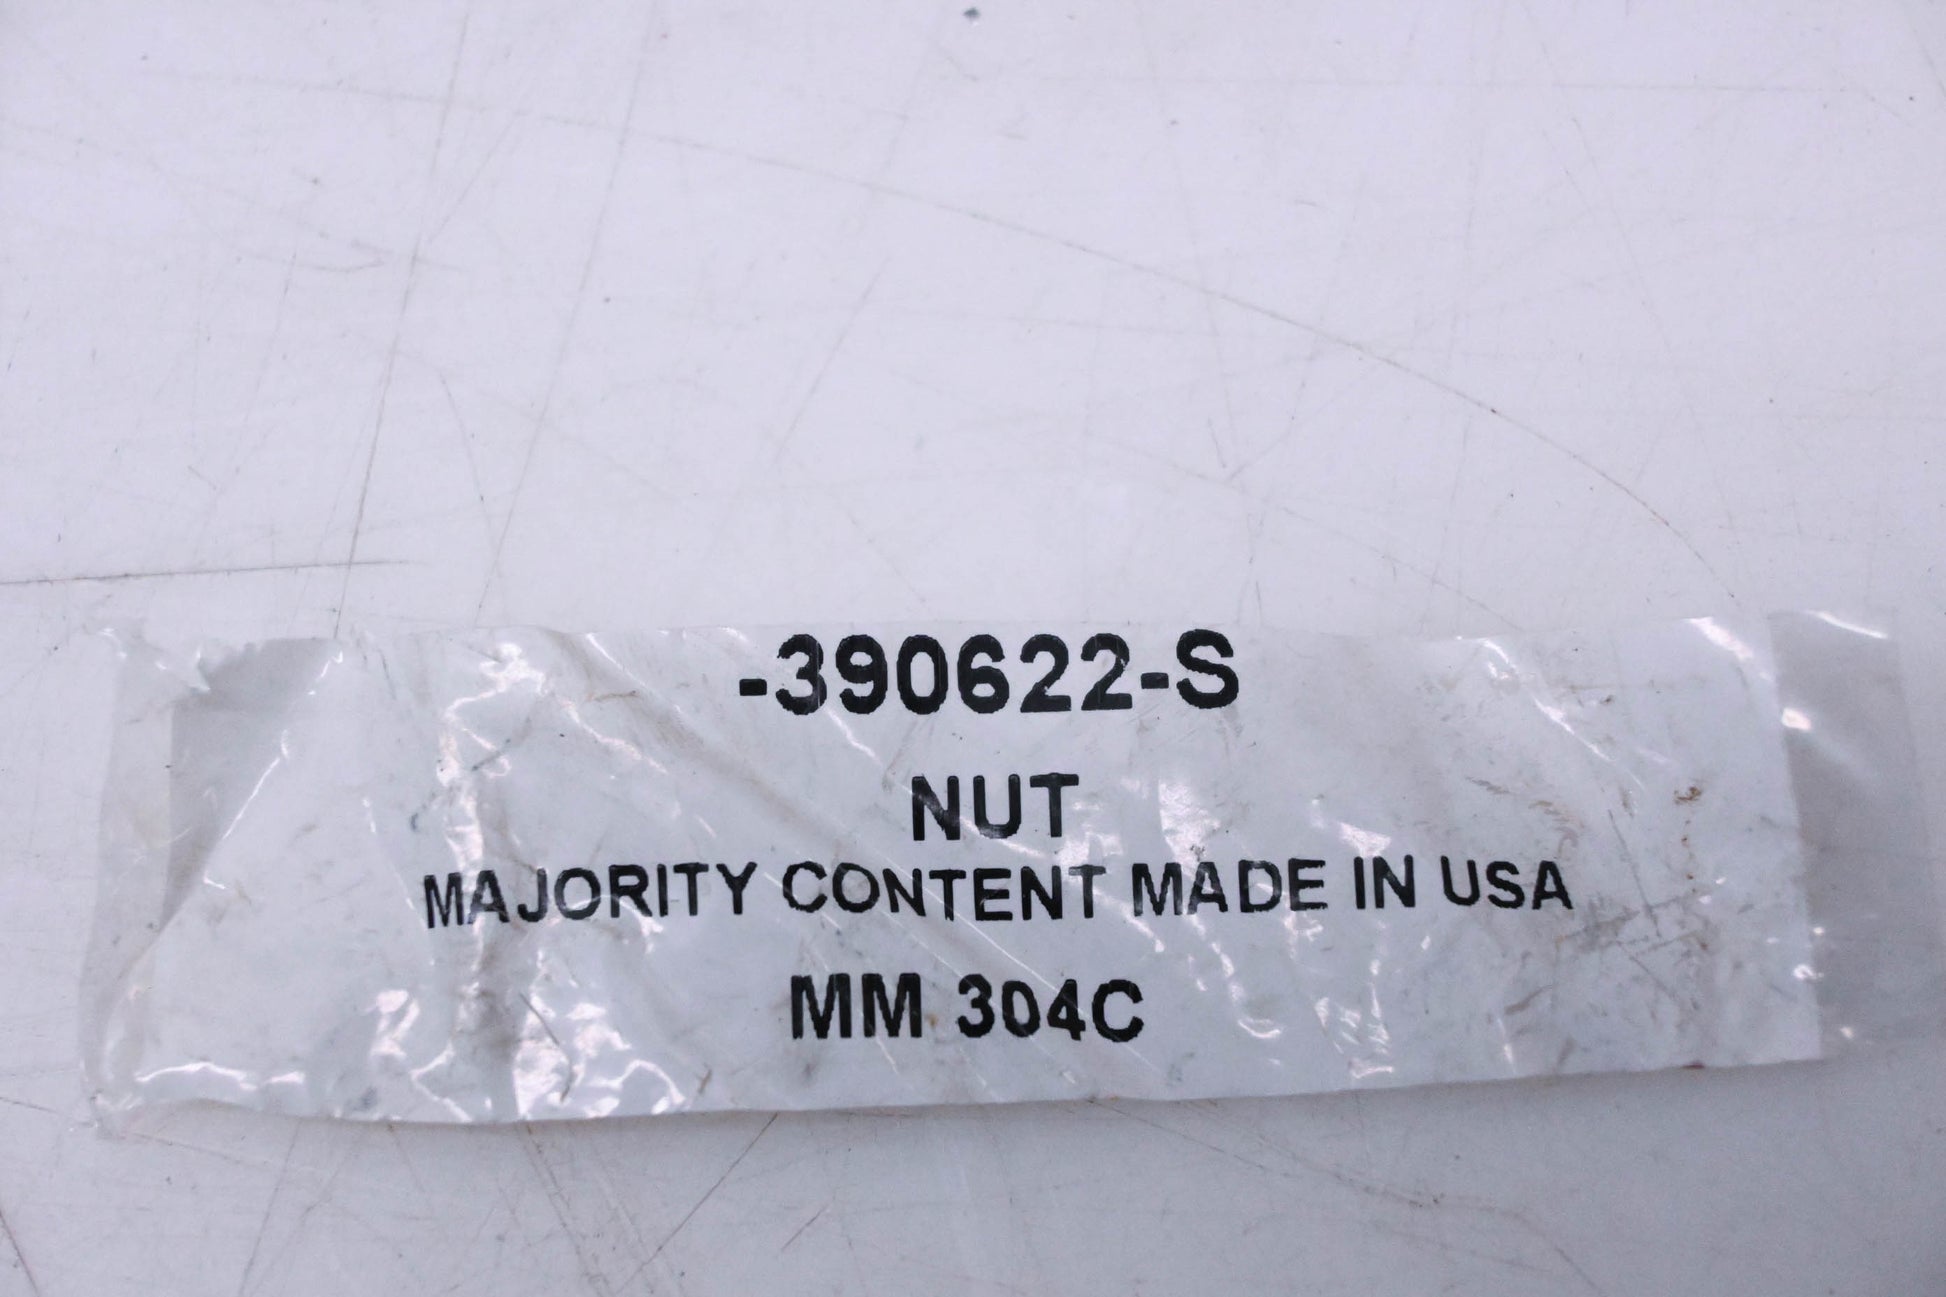 -390622-S
NUT
MAJORITY CONTENT MADE IN USA
MM 304C